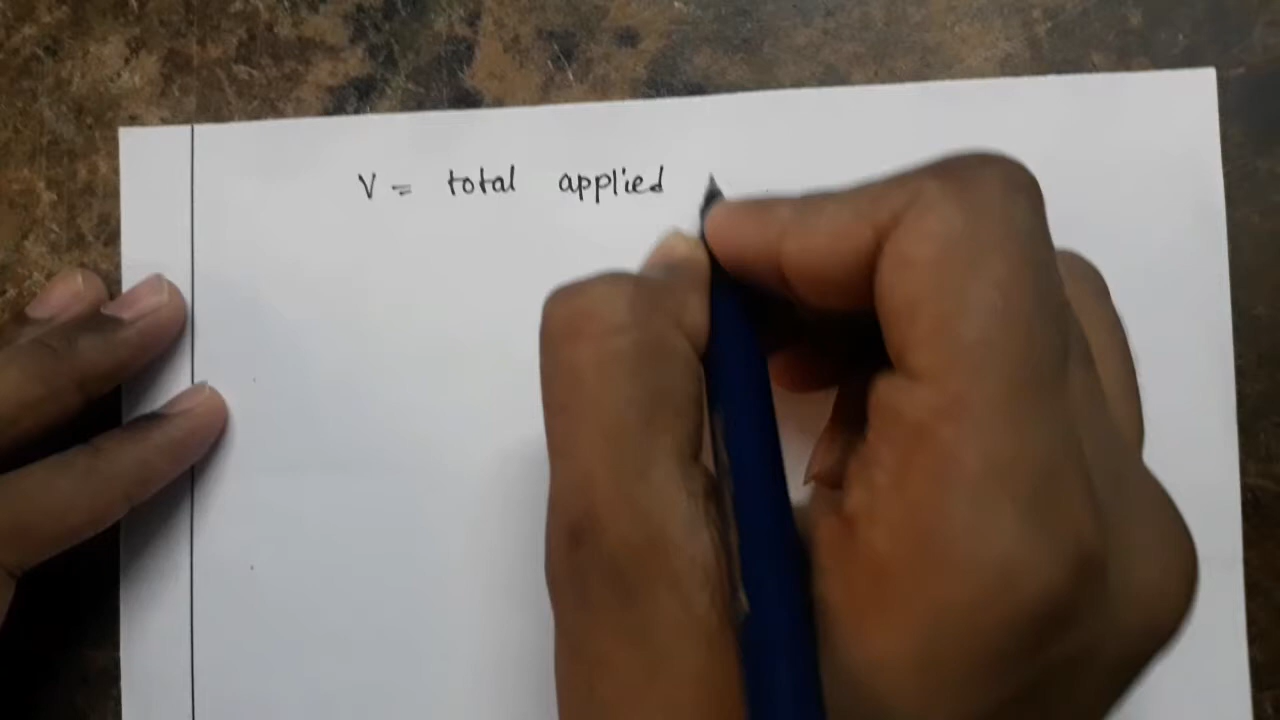 V = total applied